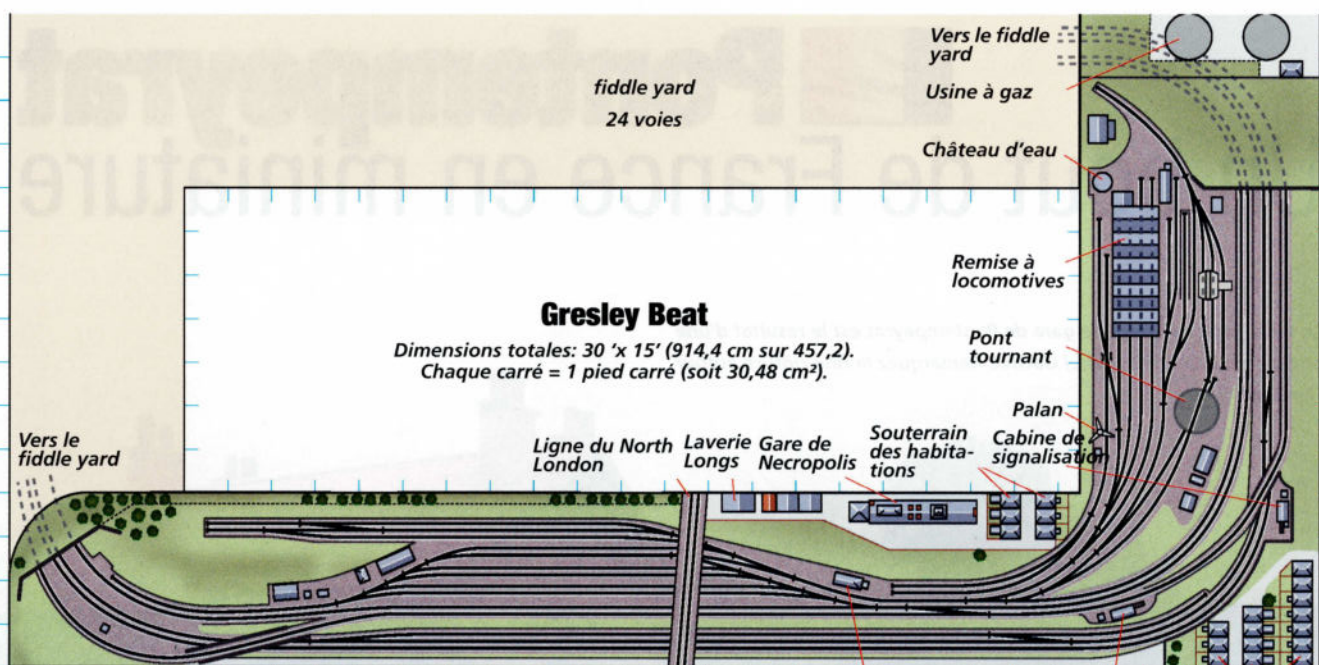 fiddle yard
24 voies
Vers le fiddle
yard
Usine à gaz
Château d'eau
Remise à
locomotives
Gresley Beat
Dimensions totales: 30 'x 15' (914,4 cm sur 457,2).
Chaque carré = 1 pied carré (soit 30,48 cm²).
Pont
tournant
Palan
Vers le
fiddle yard
Ligne du North
London
Laverie
Longs
Gare de
Necropolis
Souterrain
des habita-
tions
Cabine de
signalisation